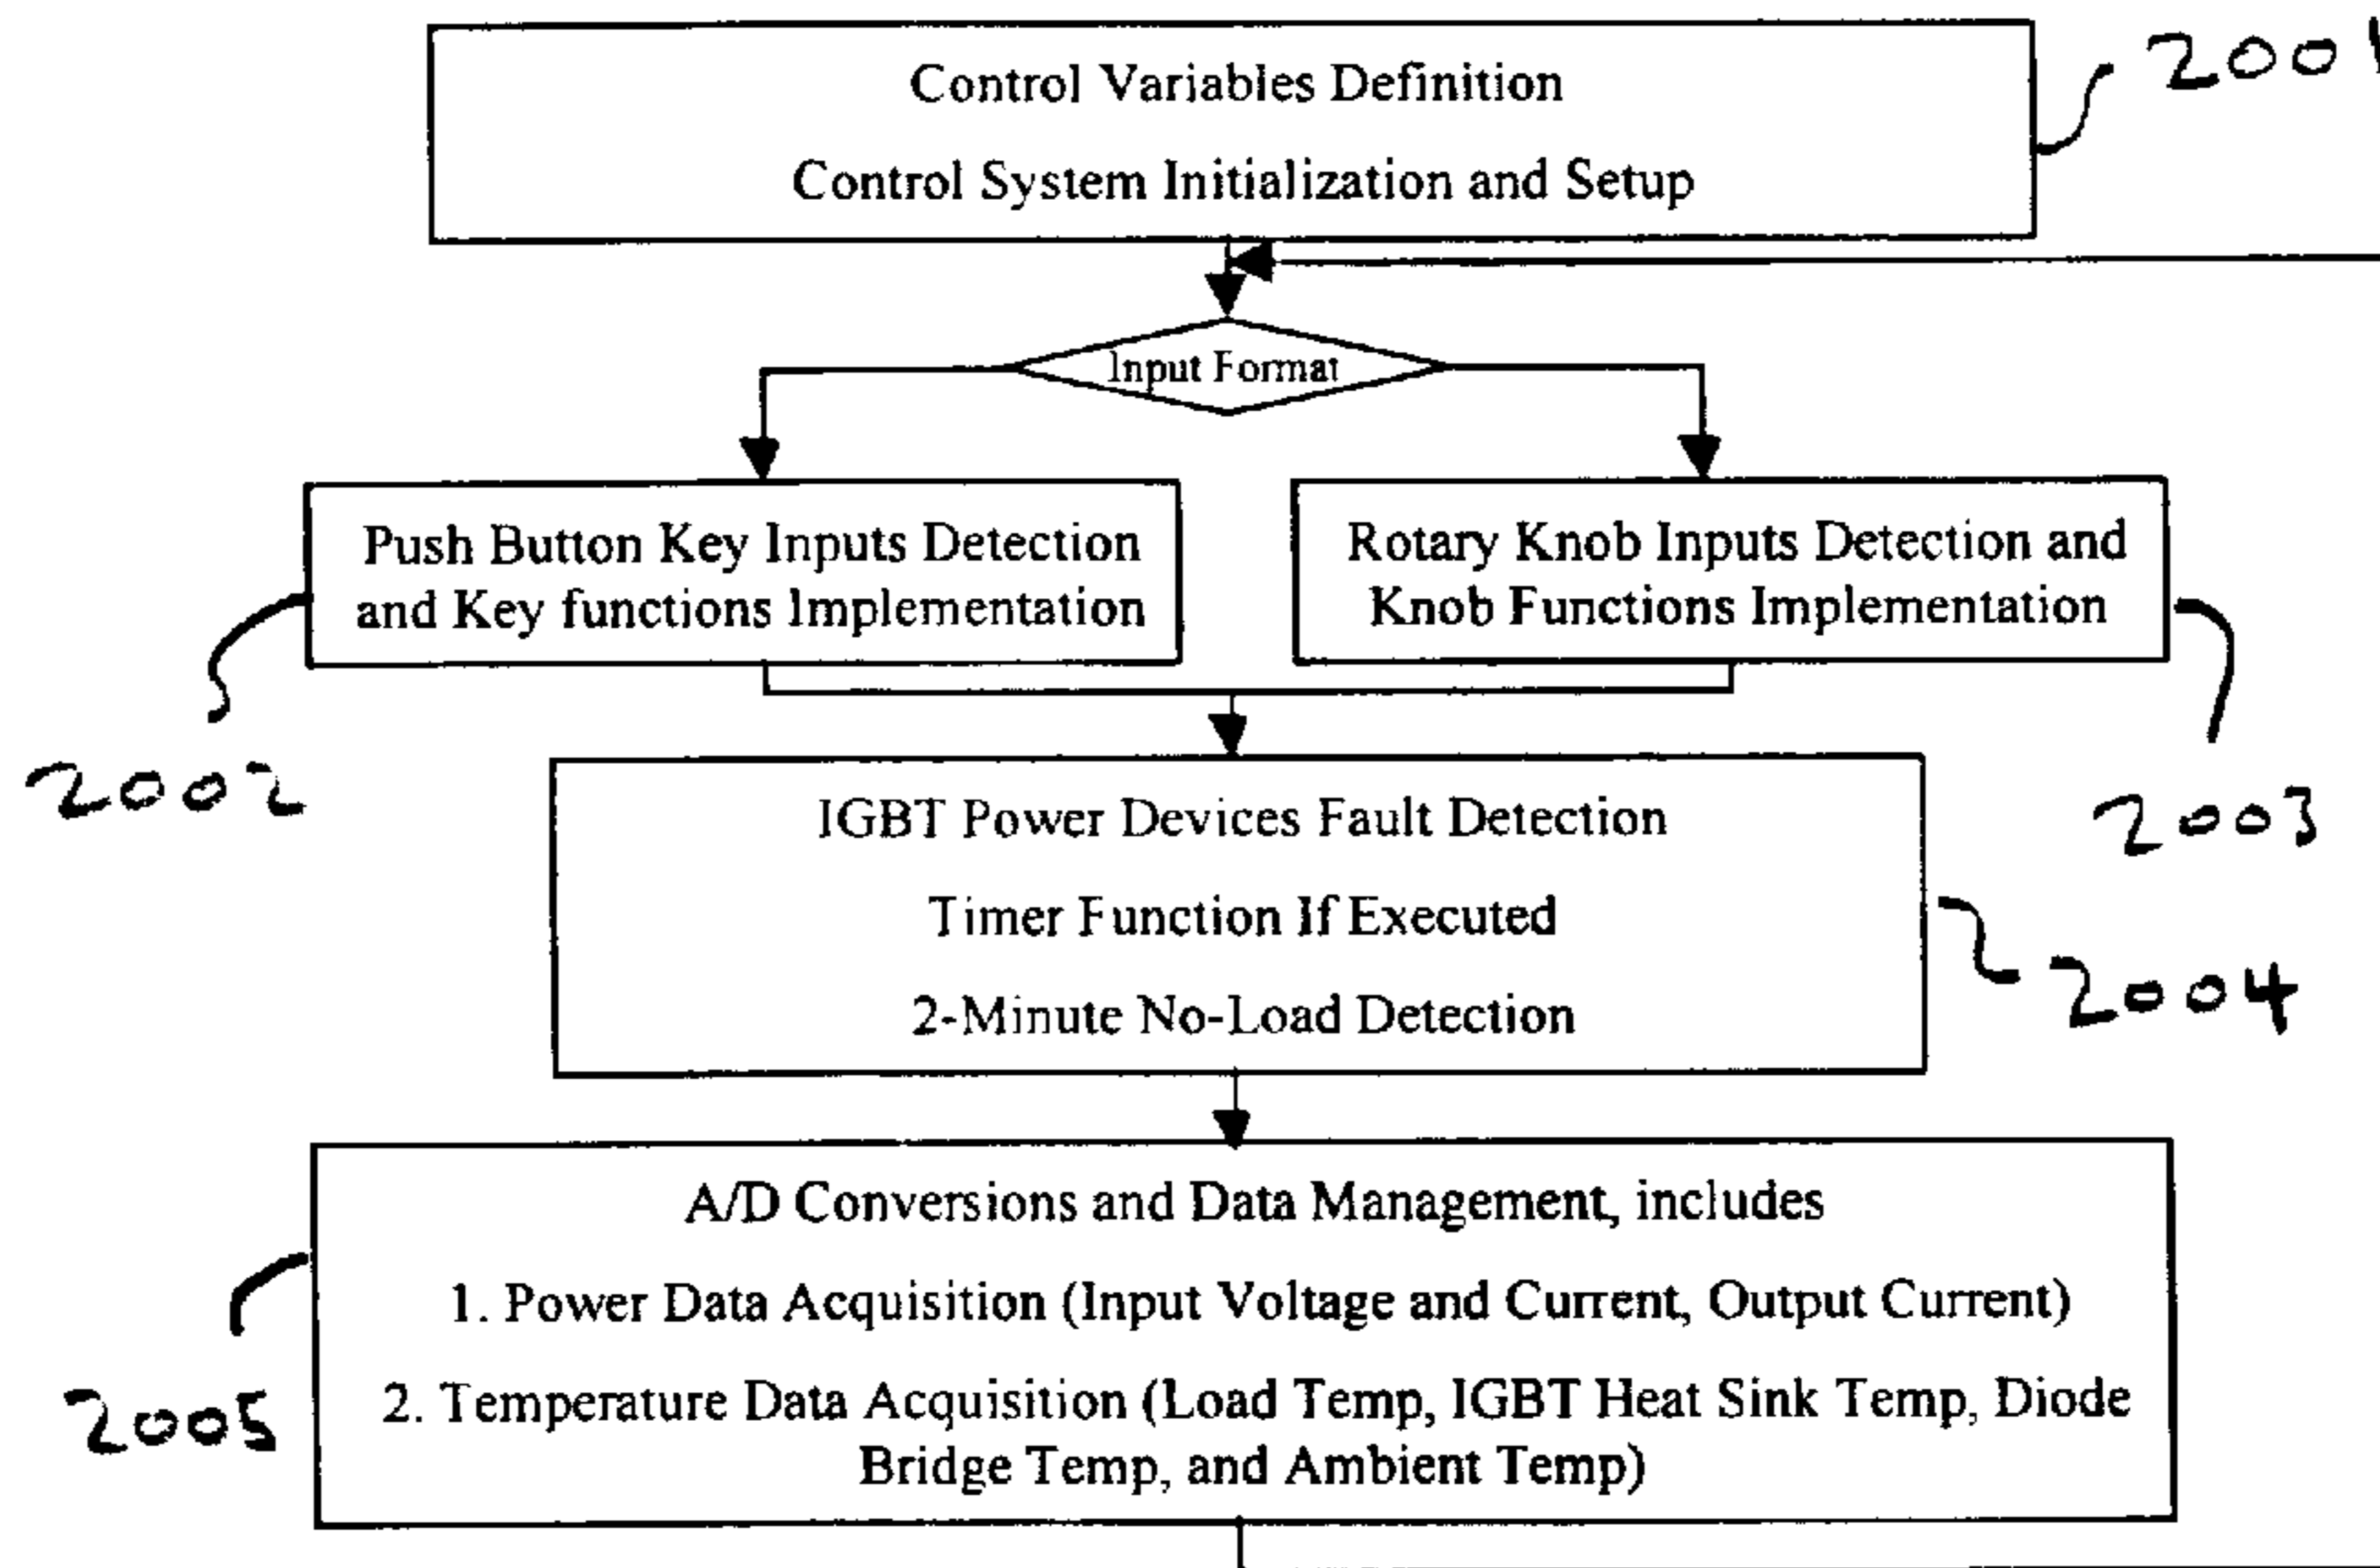 Control Variables Definition
Control System Initialization and Setup
Input Format
Push Button Key Inputs Detection
and Key functions Implementation
Rotary Knob Inputs Detection and
Knob Functions Implementation
2002
2003
IGBT Power Devices Fault Detection
Timer Function If Executed
2-Minute No-Load Detection
2004
A/D Conversions and Data Management, includes
1. Power Data Acquisition (Input Voltage and Current, Output Current)
2. Temperature Data Acquisition (Load Temp, IGBT Heat Sink Temp, Diode
Bridge Temp, and Ambient Temp)
2005